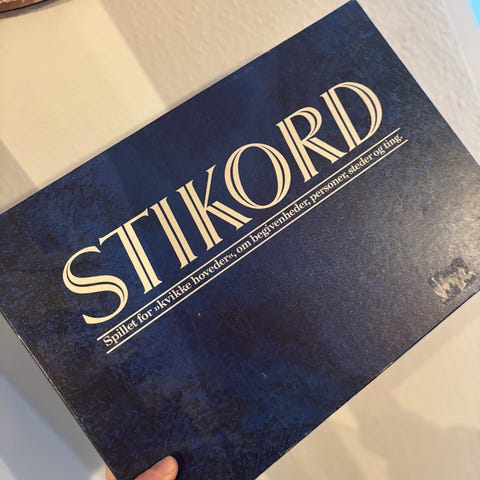 STIKORD
Spillet for »kvikke hoveder«, om begivenheder, personer, steder og ting.